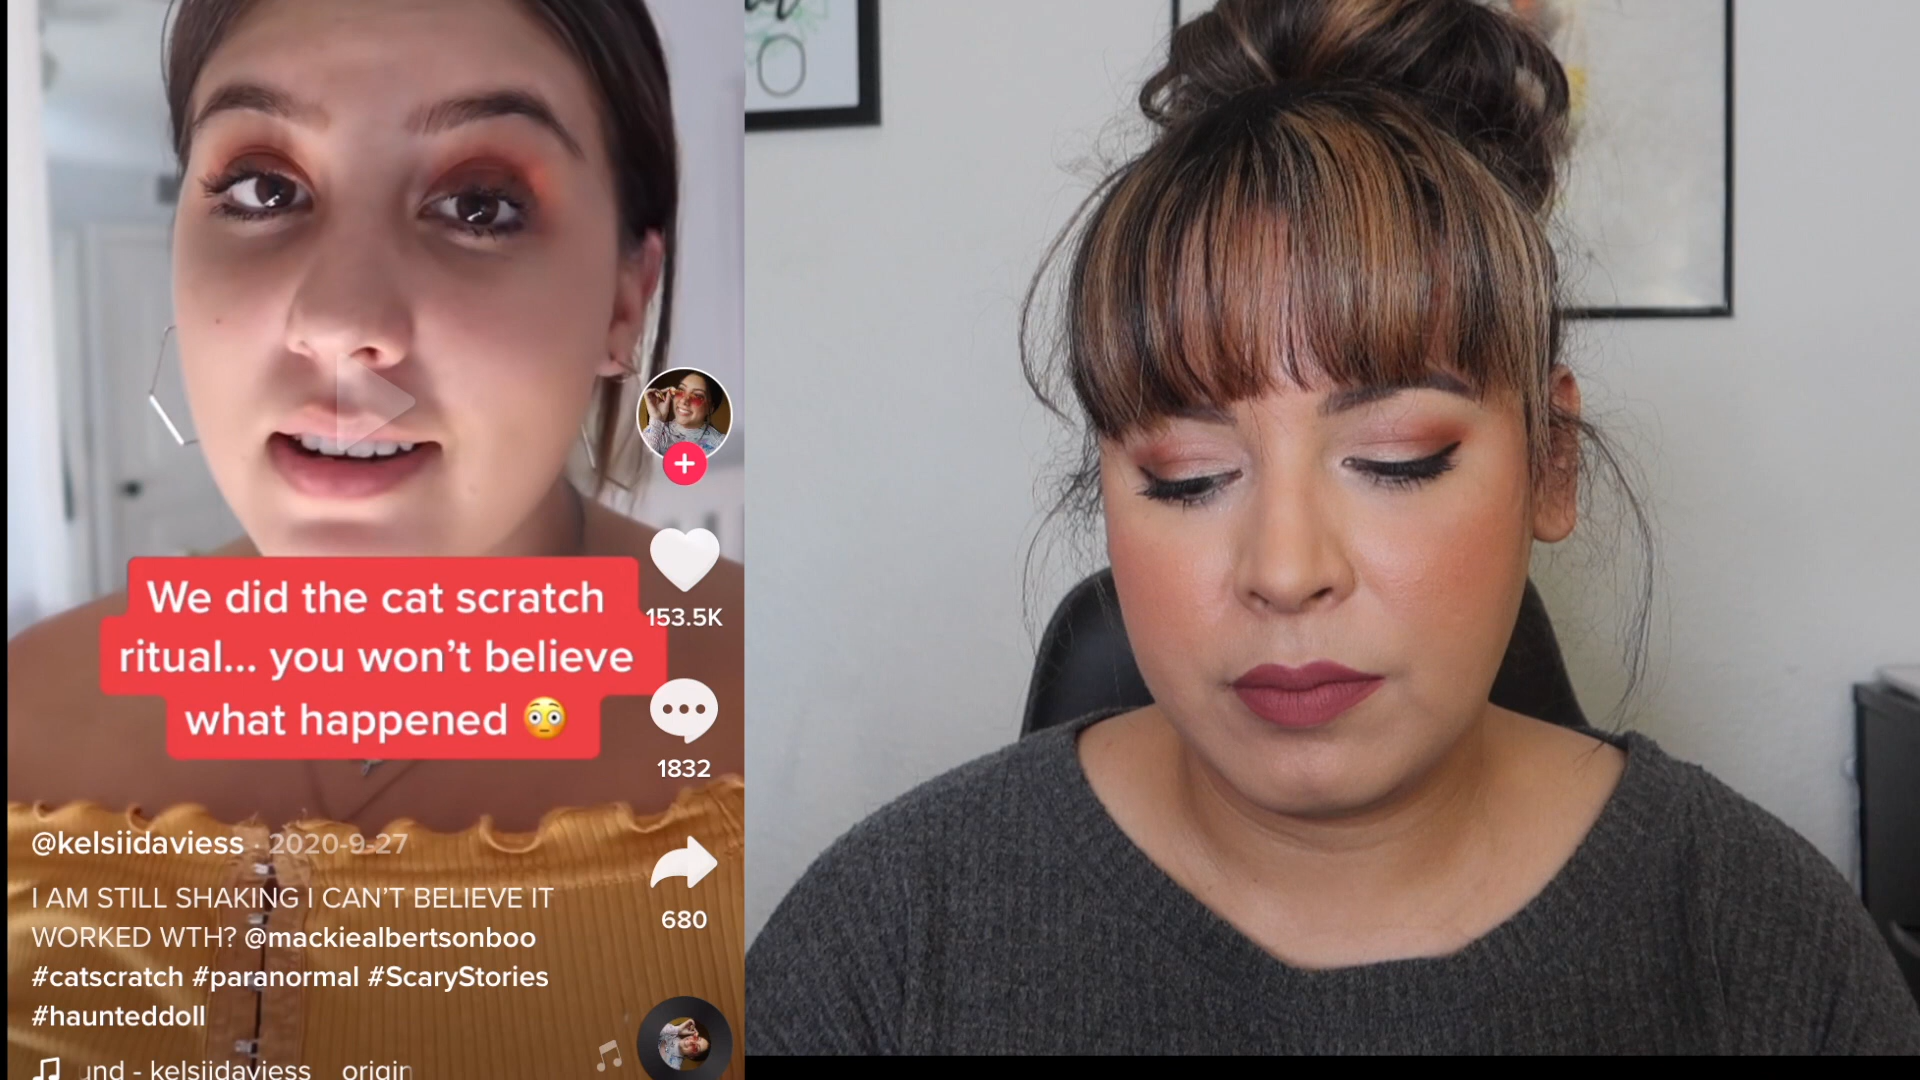 We did the cat scratch
ritual... you won't believe
what happened 😳
153.5K
1832
680
@kelsiidaviess · 2020-9-27
I AM STILL SHAKING I CAN'T BELIEVE IT
WORKED WTH? @mackiealbertsonboo
#catscratch #paranormal #ScaryStories
#haunteddoll
und - kelsiidaviess origin